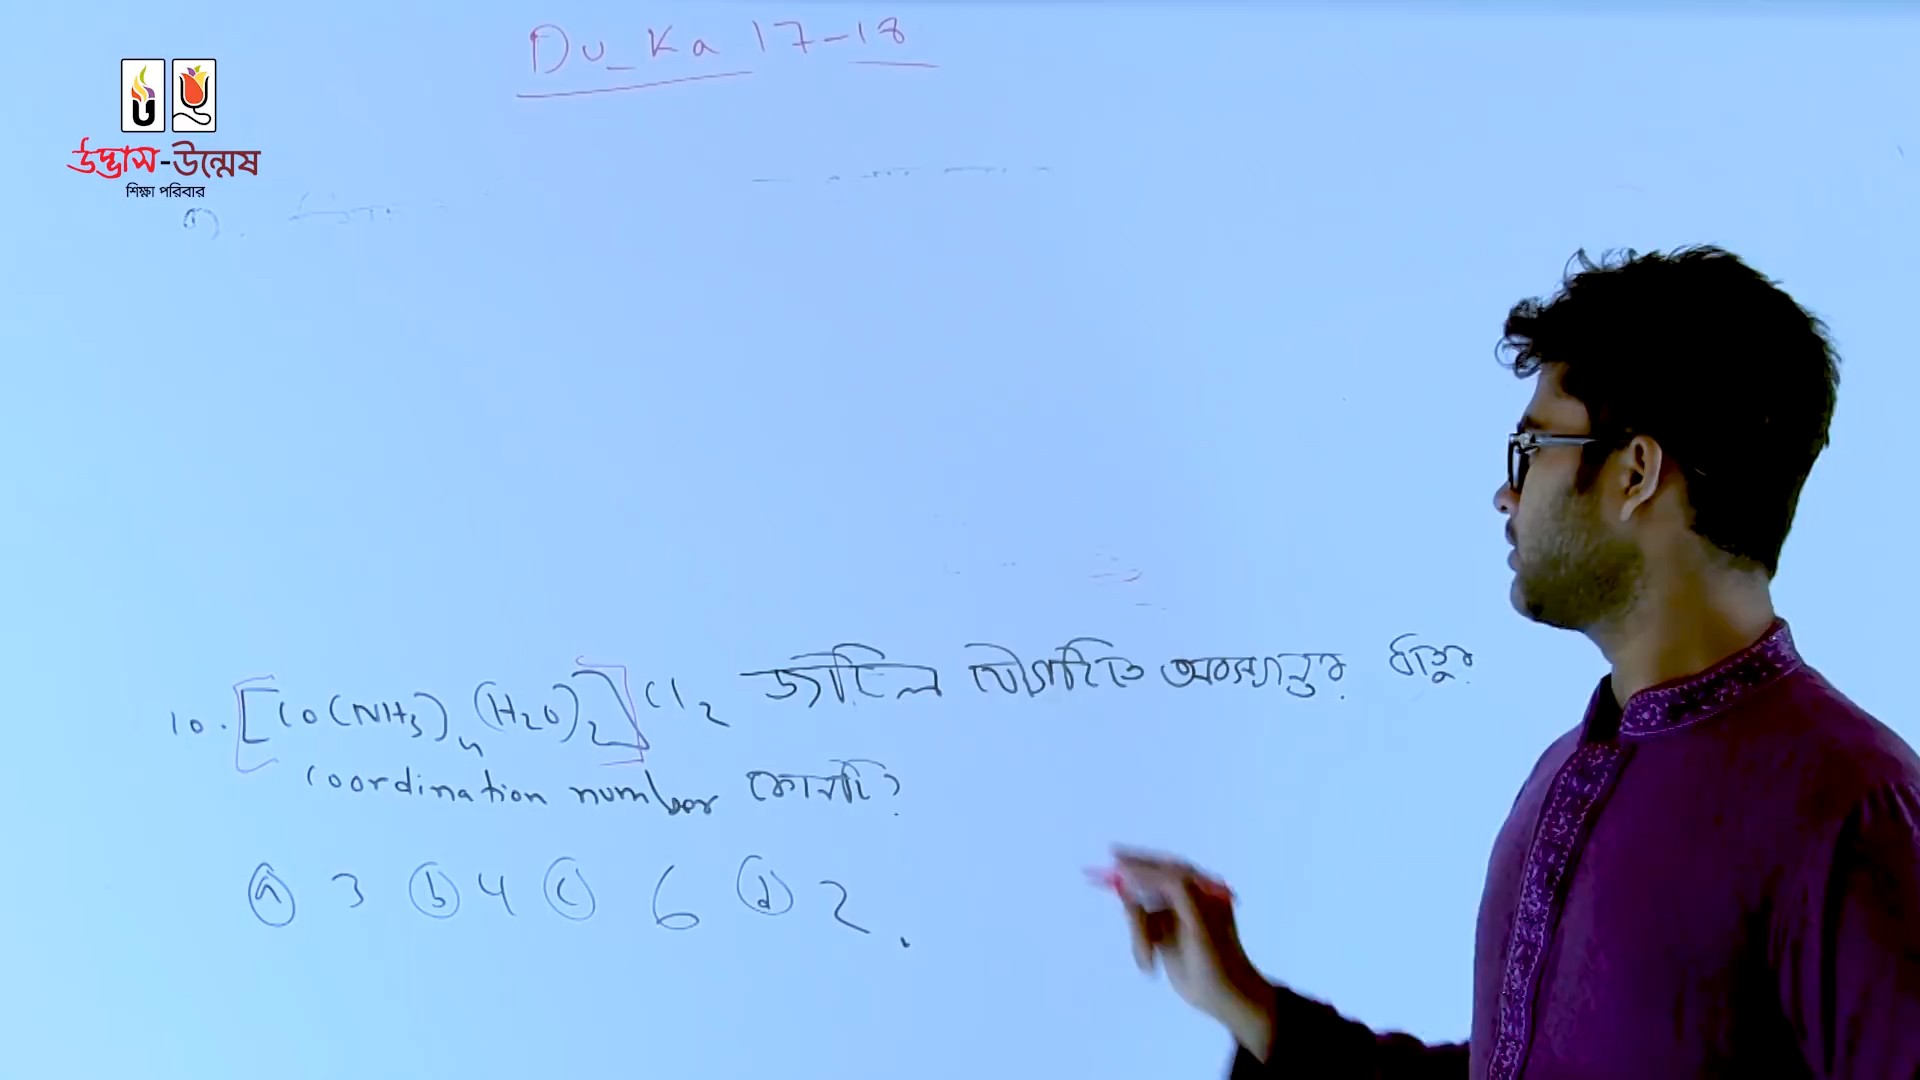 Du_Ka 17-18
উদ্ভাস-উন্মেষ
শিক্ষা পরিবার
10. [Co(NH3)4 (H2O)2]Cl2 জটিল যৌগটিতে অবস্থান্তর ধাতুর
coordination number কোনটি?
a 3 b 4 c 6 d 2